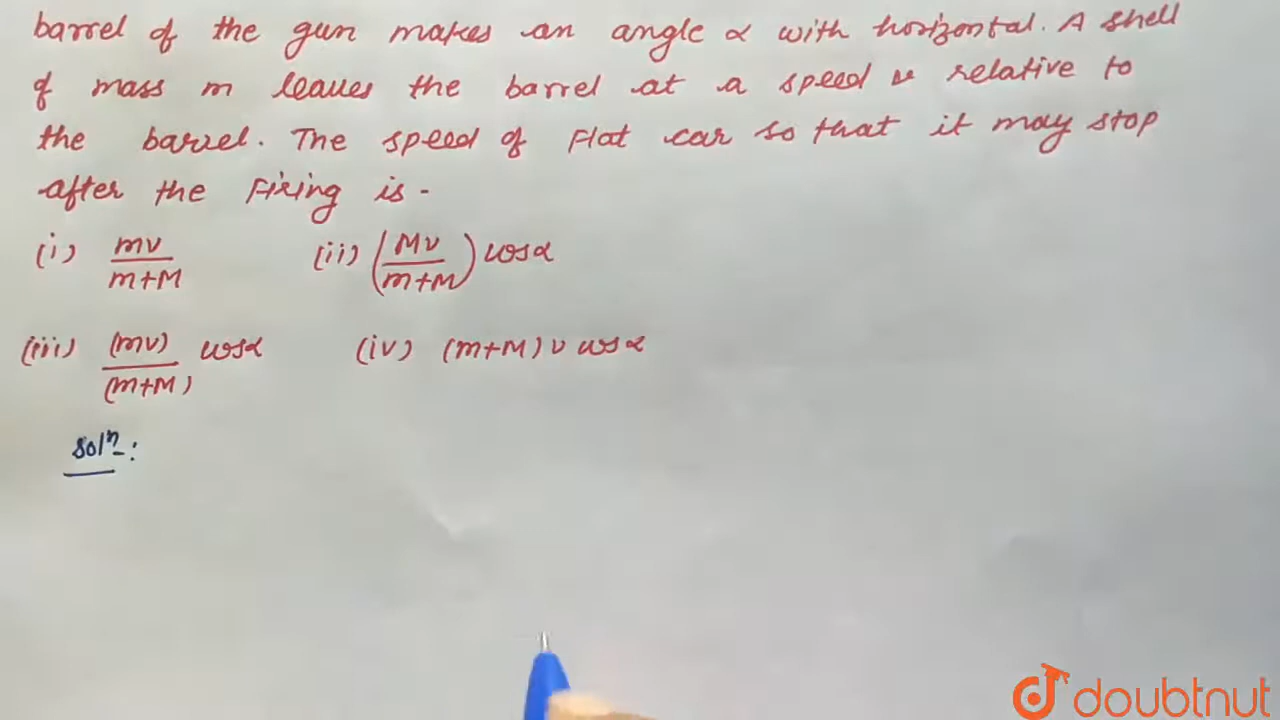 barrel of the gun makes an angle α with horizontal. A shell
of mass m leaves the barrel at a speed v relative to
the barrel. The speed of flat car so that it may stop
after the firing is -
(i) mv/m+M (ii) (Mv/m+M) cosα
(iii) (mv)/(m+M) cosα (iv) (m+M) v cosα
Solⁿ:
doubtnut